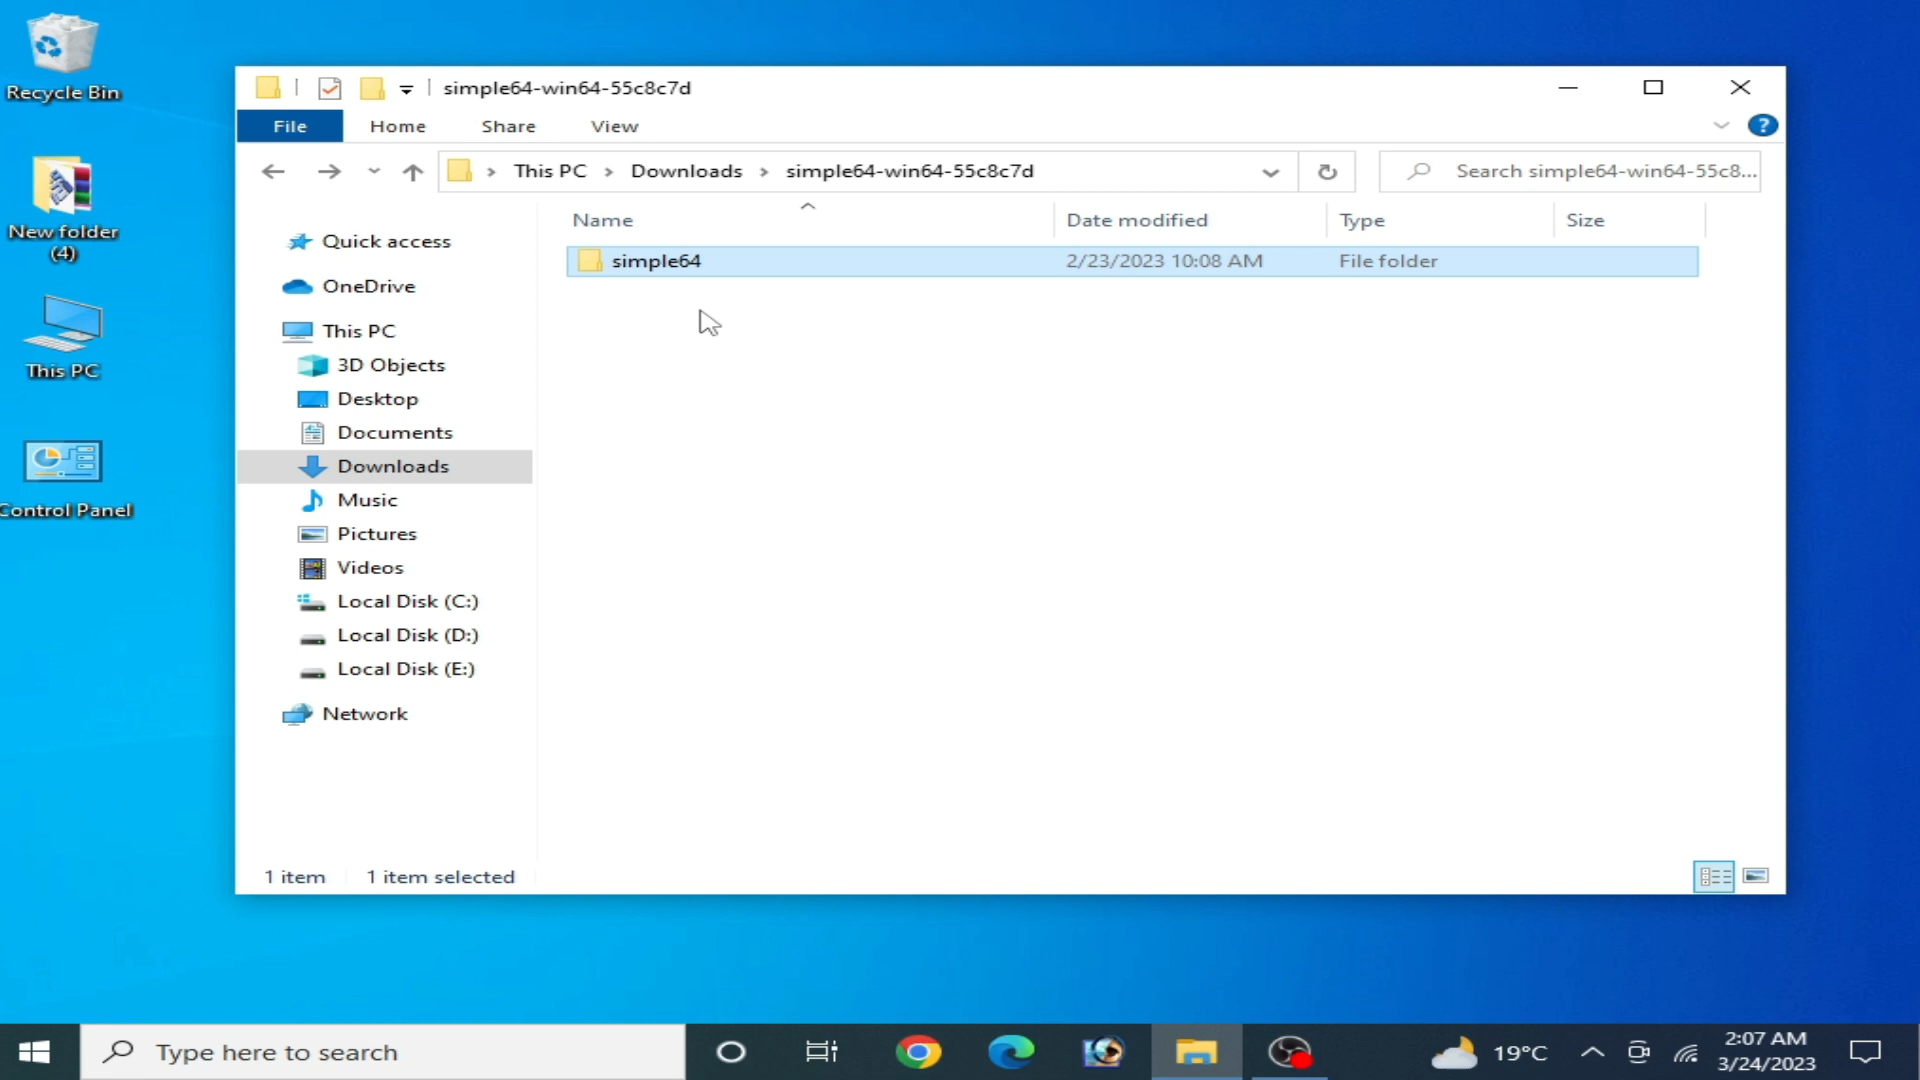 Recycle Bin
New folder
(4)
This PC
Control Panel
simple64-win64-55c8c7d
File Home Share View
This PC Downloads simple64-win64-55c8c7d
Search simple64-win64-55c8...
Name Date modified Type Size
simple64 2/23/2023 10:08 AM File folder
Quick access
OneDrive
This PC
3D Objects
Desktop
Documents
Downloads
Music
Pictures
Videos
Local Disk (C:)
Local Disk (D:)
Local Disk (E:)
Network
1 item 1 item selected
Type here to search
19°C
2:07 AM
3/24/2023